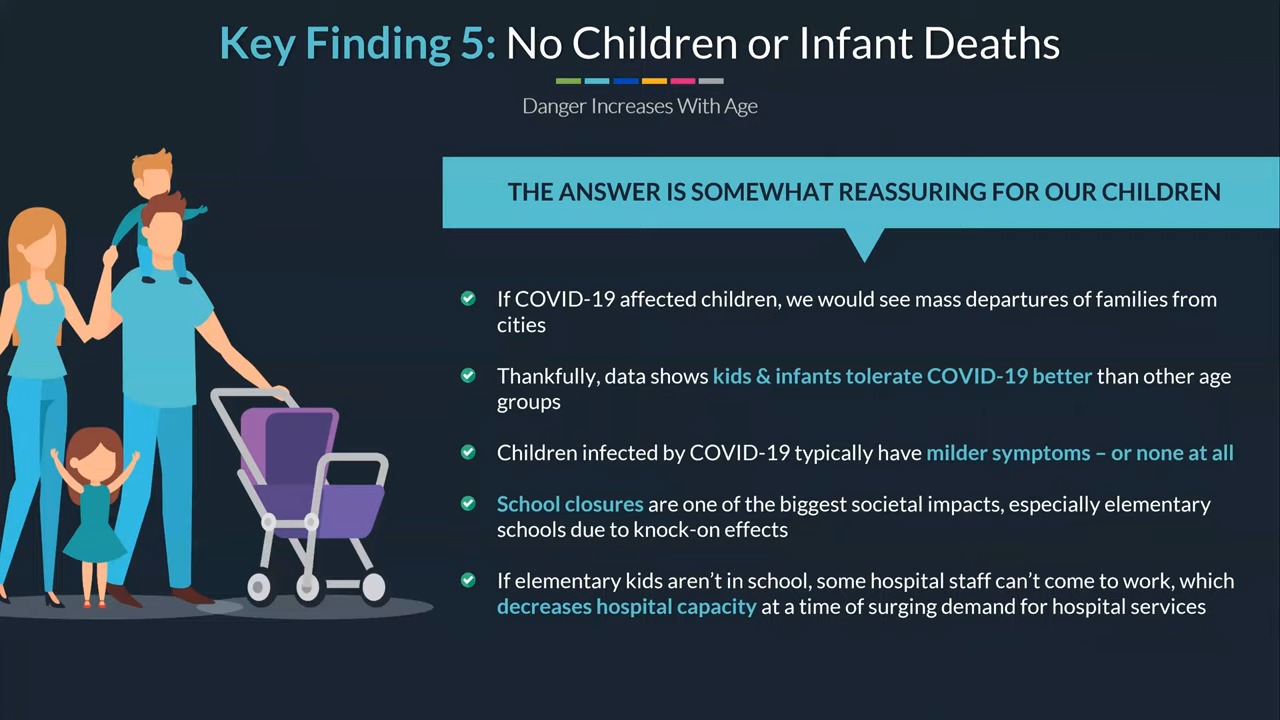 Key Finding 5: No Children or Infant Deaths
Danger Increases With Age
THE ANSWER IS SOMEWHAT REASSURING FOR OUR CHILDREN
If COVID-19 affected children, we would see mass departures of families from
cities
Thankfully, data shows kids & infants tolerate COVID-19 better than other age
groups
Children infected by COVID-19 typically have milder symptoms – or none at all
School closures are one of the biggest societal impacts, especially elementary
schools due to knock-on effects
If elementary kids aren’t in school, some hospital staff can’t come to work, which
decreases hospital capacity at a time of surging demand for hospital services